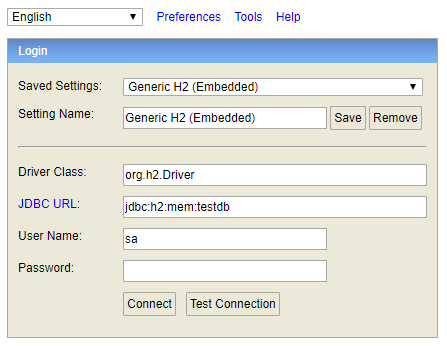 English Preferences Tools Help
Login
Saved Settings: Generic H2 (Embedded)
Setting Name: Generic H2 (Embedded) Save Remove
Driver Class: org.h2.Driver
JDBC URL: jdbc:h2:mem:testdb
User Name: sa
Password:
Connect Test Connection